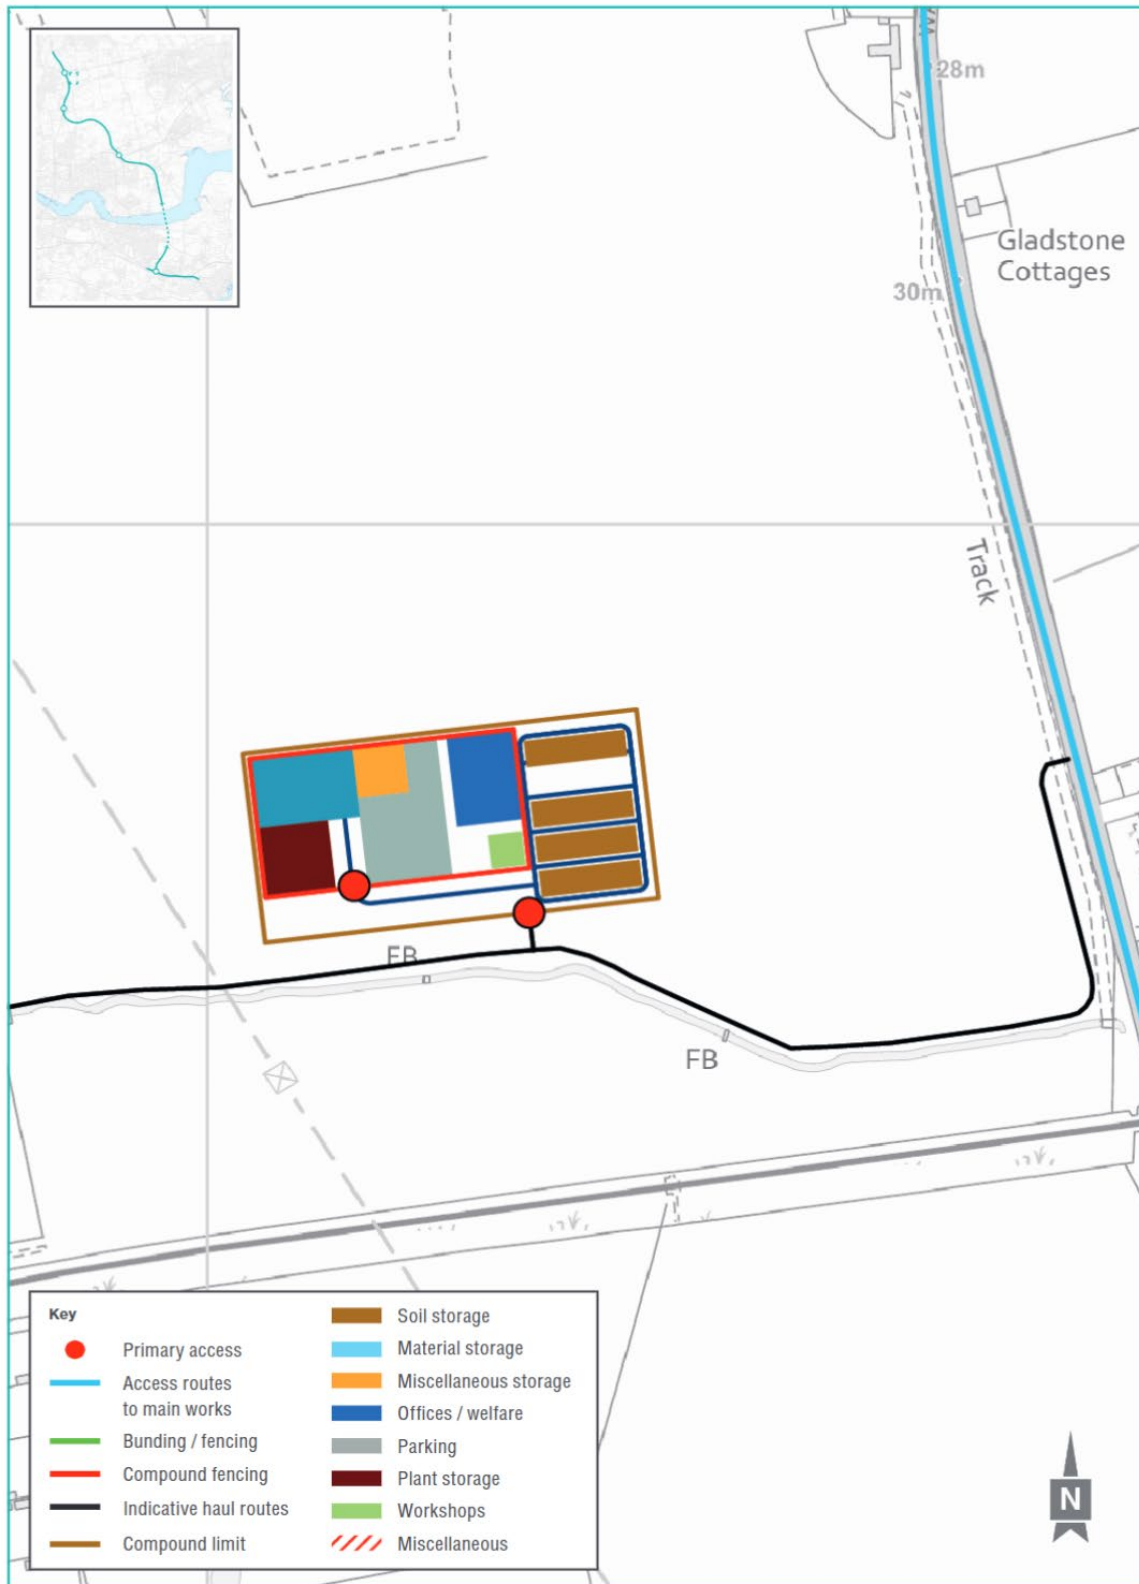 28m
Gladstone
Cottages
30m
Track
FB
FB
Key
Primary access
Access routes
to main works
Bunding / fencing
Compound fencing
Indicative haul routes
Compound limit
Soil storage
Material storage
Miscellaneous storage
Offices / welfare
Parking
Plant storage
Workshops
Miscellaneous
N